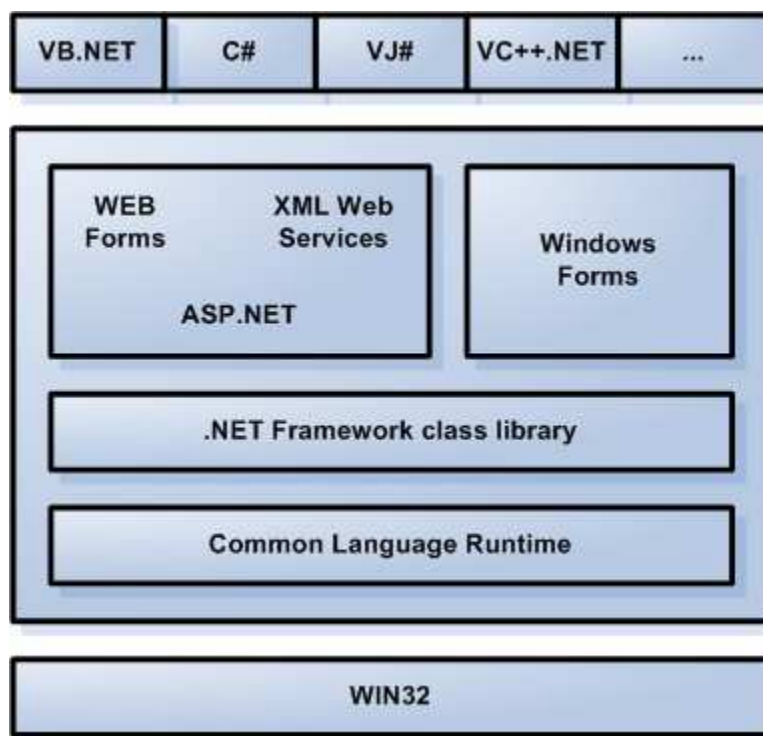 VB.NET
C#
VJ#
VC++.NET
...
WEB
Forms
XML Web
Services
ASP.NET
Windows
Forms
.NET Framework class library
Common Language Runtime
WIN32